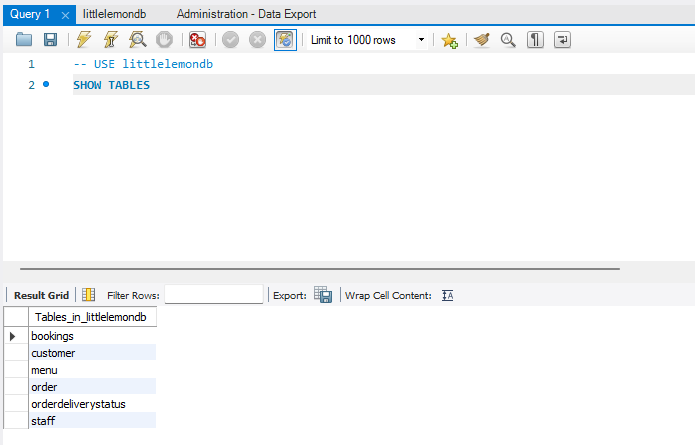 Query 1 littlelemondb Administration - Data Export
Limit to 1000 rows
1 -- USE littlelemondb
2 SHOW TABLES
Result Grid Filter Rows: Export: Wrap Cell Content:
Tables_in_littlelemondb
bookings
customer
menu
order
orderdeliverystatus
staff